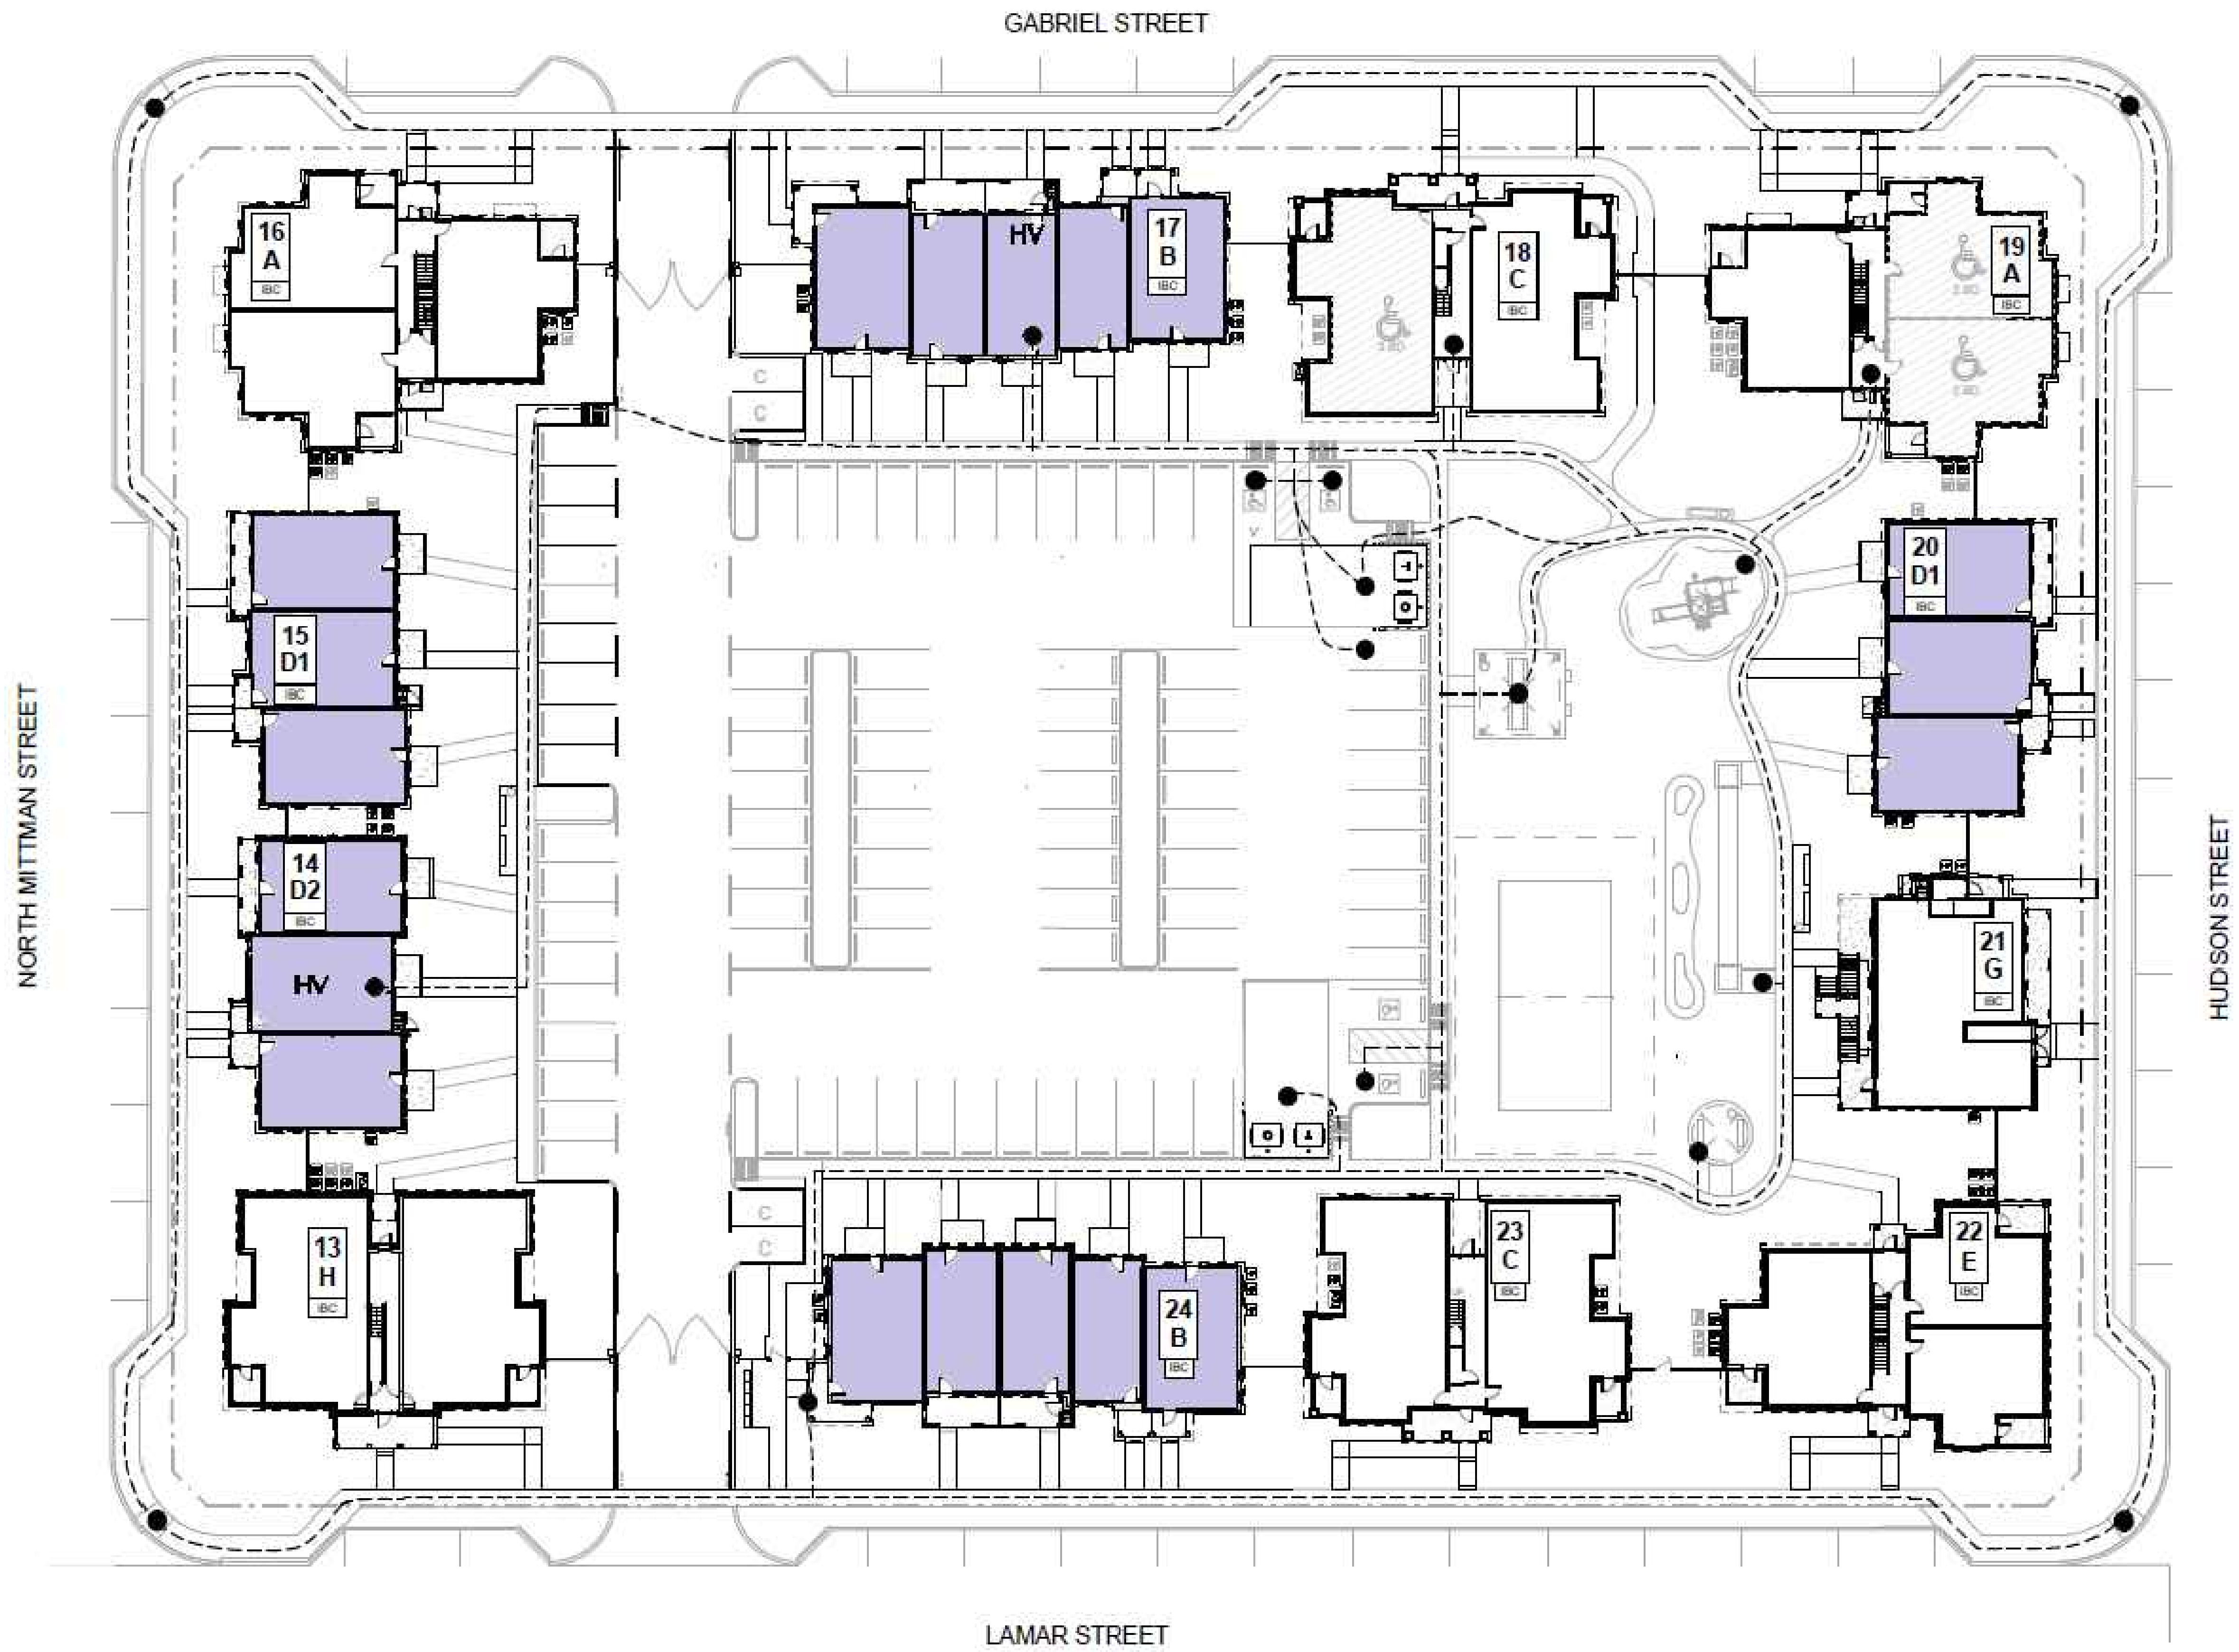 GABRIEL STREET
16
A
IBC
HV
17
B
IBC
18
C
IBC
19
A
IBC
C
C
V
20
D1
IBC
15
D1
IBC
14
D2
IBC
HV
NORTH MITTMAN STREET
HUDSON STREET
21
G
IBC
13
H
IBC
C
C
24
B
IBC
23
C
IBC
22
E
IBC
LAMAR STREET